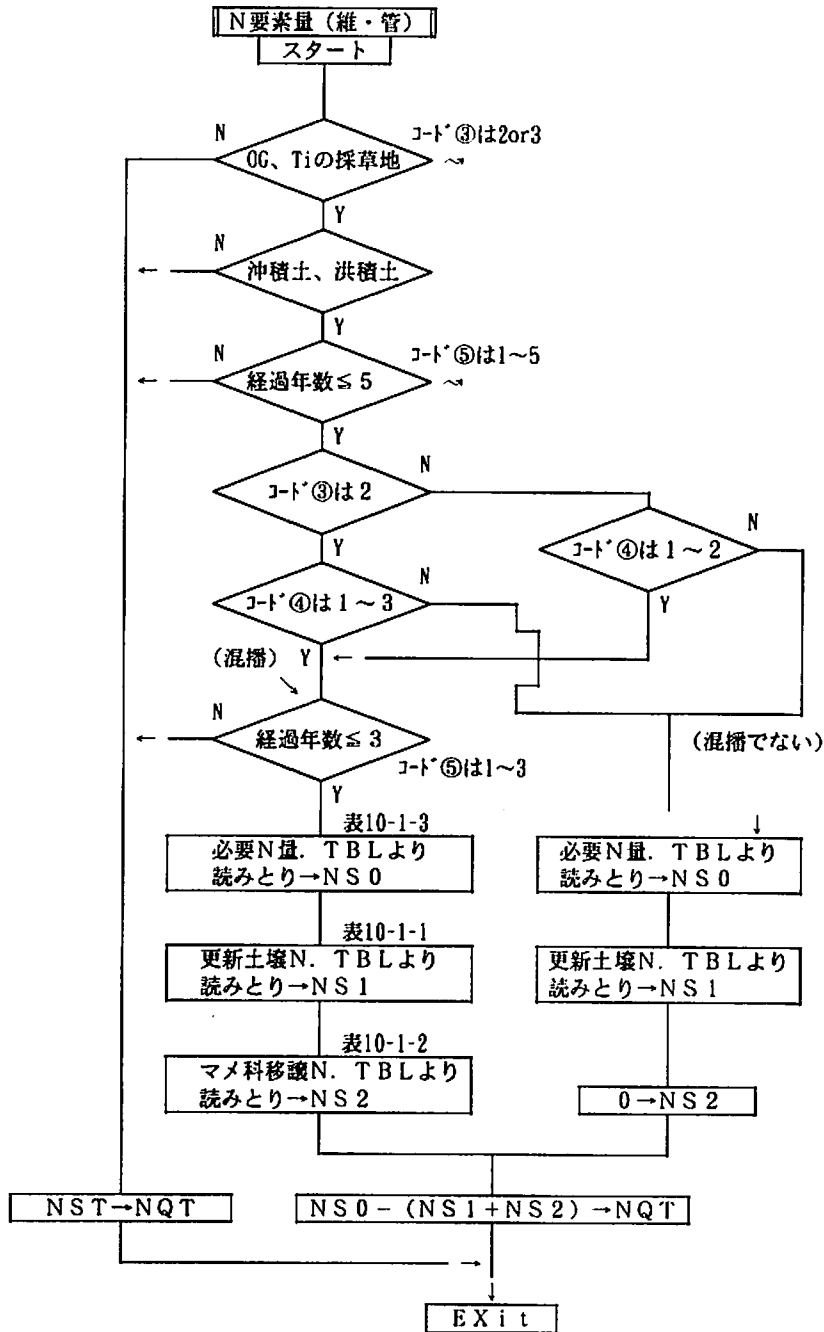 N要素量(維・管)
スタート
N
コード③は2or3
OG、Tiの採草地
Y
N
沖積土、洪積土
Y
N
コード⑤は1~5
経過年数≦5
Y
コード③は2
N
コード④は1~2
N
Y
Y
コード④は1~3
N
(混播)
Y
N
経過年数≦3
コード⑤は1~3
(混播でない)
Y
表10-1-3
必要N量.TBLより
読みとり→NS0
必要N量.TBLより
読みとり→NS0
表10-1-1
更新土壌N.TBLより
読みとり→NS1
更新土壌N.TBLより
読みとり→NS1
表10-1-2
マメ科移譲N.TBLより
読みとり→NS2
0→NS2
NST→NQT
NS0-(NS1+NS2)→NQT
EXit